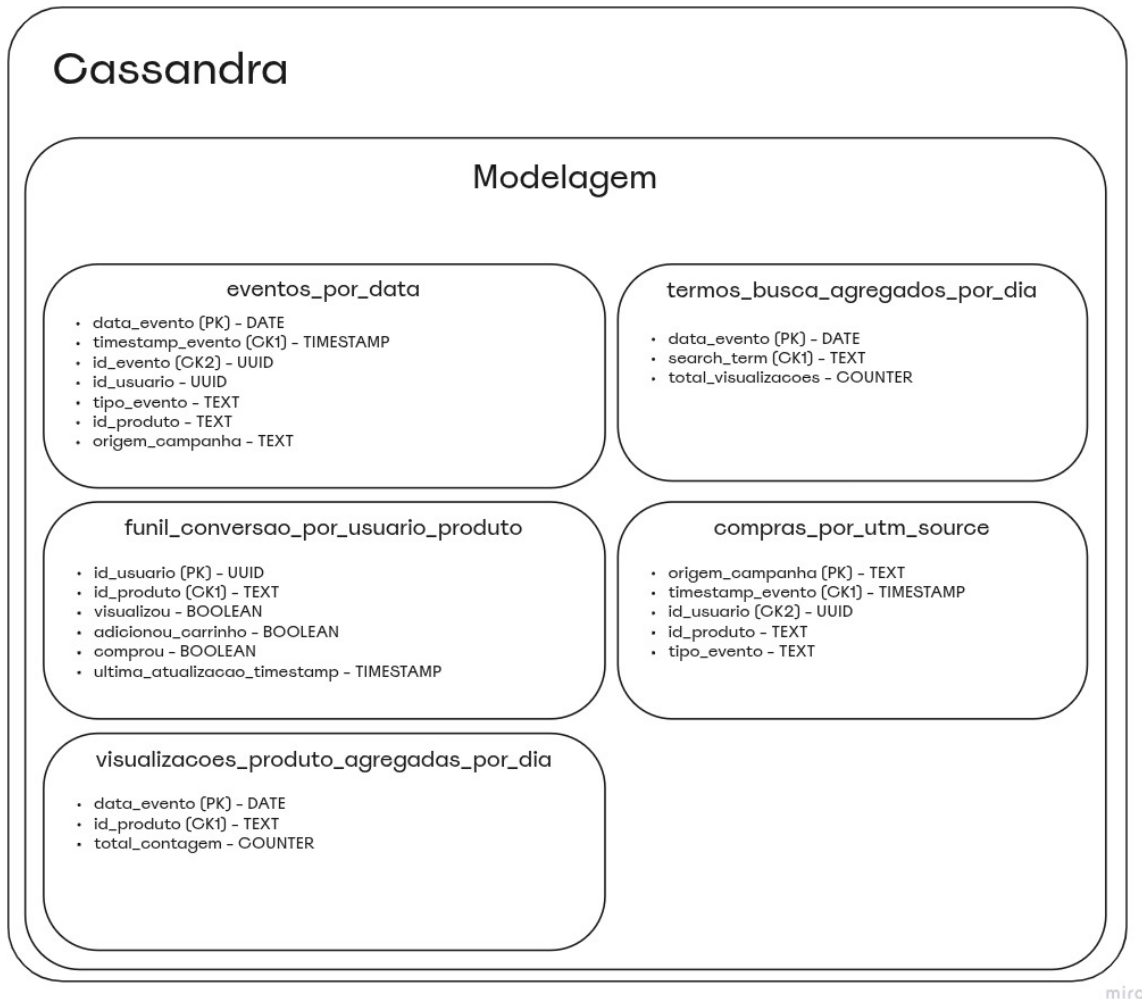 Cassandra
Modelagem
eventos_por_data
• data_evento (PK) - DATE
• timestamp_evento (CK1) - TIMESTAMP
• id_evento (CK2) - UUID
• id_usuario - UUID
• tipo_evento - TEXT
• id_produto - TEXT
• origem_campanha - TEXT
termos_busca_agregados_por_dia
• data_evento (PK) - DATE
• search_term (CK1) - TEXT
• total_visualizacoes - COUNTER
funil_conversao_por_usuario_produto
• id_usuario (PK) - UUID
• id_produto (CK1) - TEXT
• visualizou - BOOLEAN
• adicionou_carrinho - BOOLEAN
• comprou - BOOLEAN
• ultima_atualizacao_timestamp - TIMESTAMP
compras_por_utm_source
• origem_campanha (PK) - TEXT
• timestamp_evento (CK1) - TIMESTAMP
• id_usuario (CK2) - UUID
• id_produto - TEXT
• tipo_evento - TEXT
visualizacoes_produto_agregadas_por_dia
• data_evento (PK) - DATE
• id_produto (CK1) - TEXT
• total_contagem - COUNTER
miro